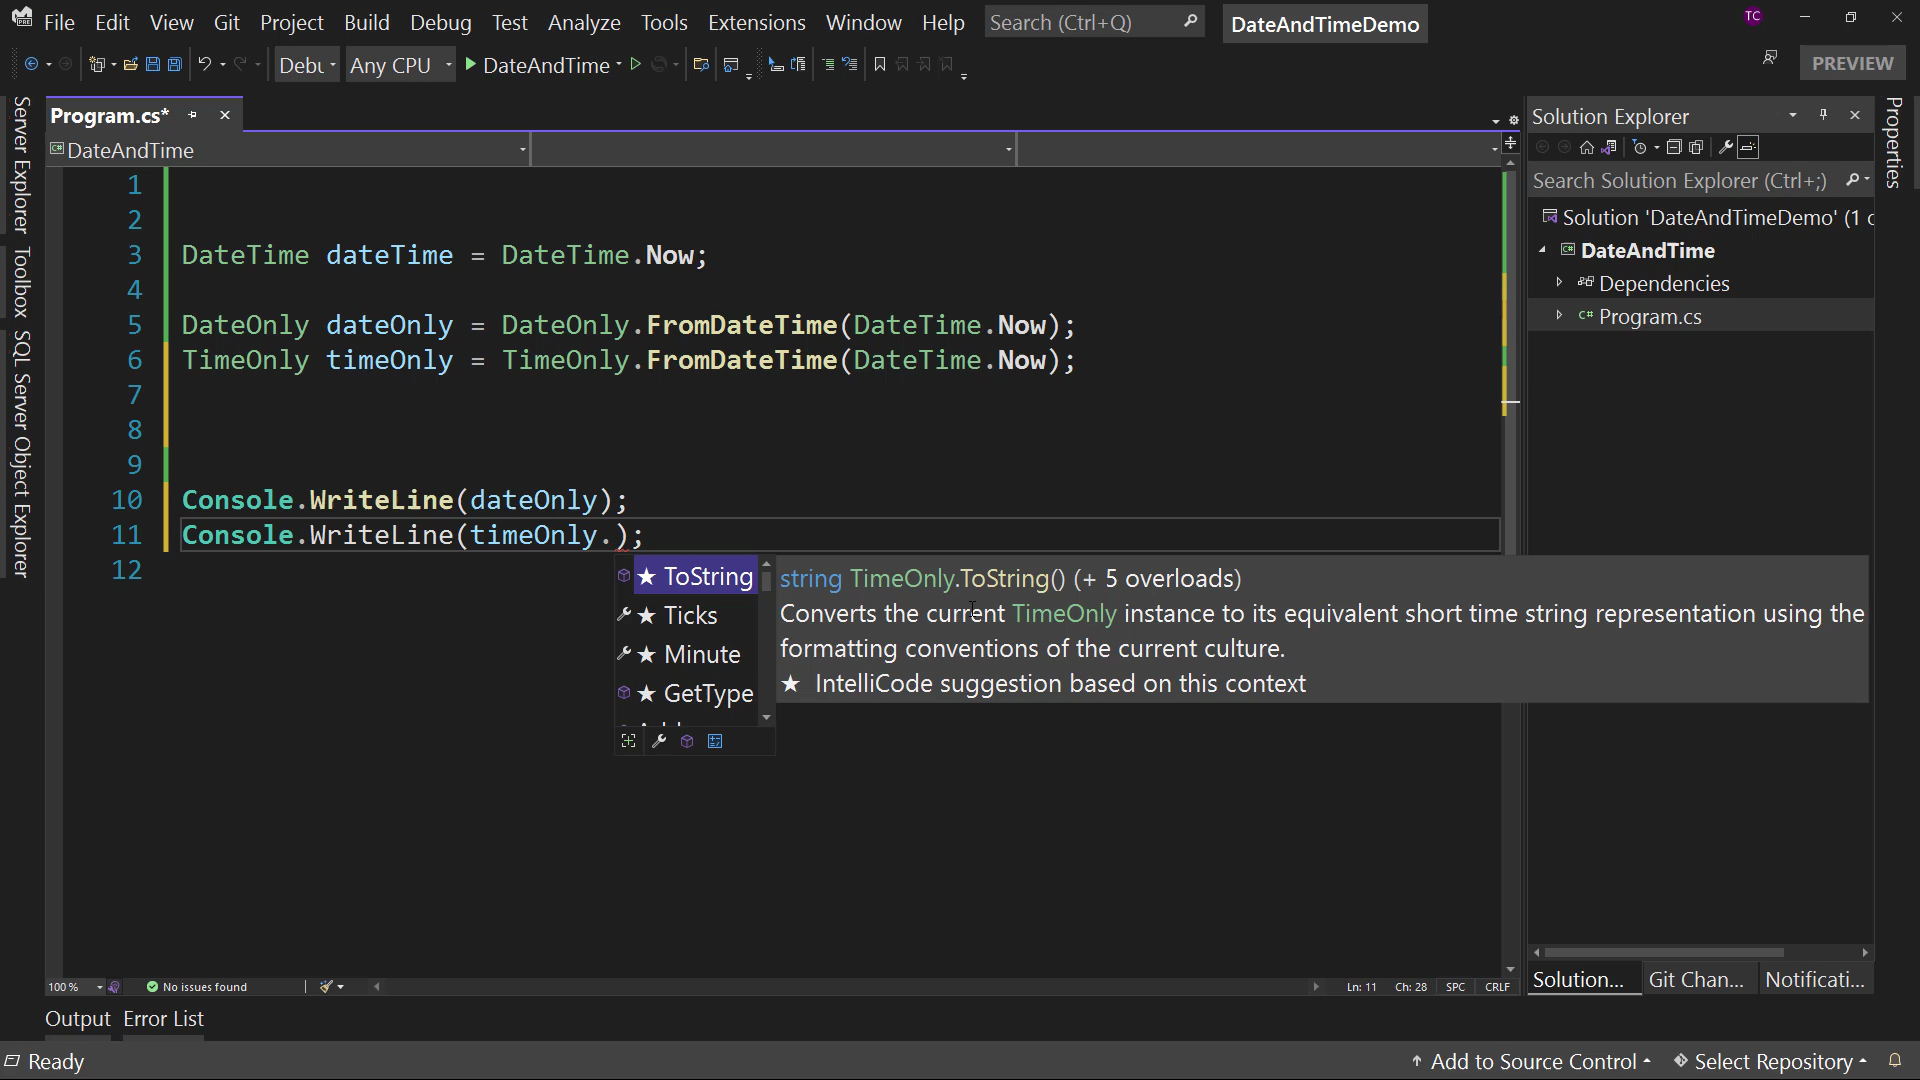 File Edit View Git Project Build Debug Test Analyze Tools Extensions Window Help Search (Ctrl+Q) DateAndTimeDemo TC
Debu Any CPU DateAndTime PREVIEW
Server Explorer
Toolbox
SQL Server Object Explorer
Program.cs*
DateAndTime
1
2
3 DateTime dateTime = DateTime.Now;
4
5 DateOnly dateOnly = DateOnly.FromDateTime(DateTime.Now);
6 TimeOnly timeOnly = TimeOnly.FromDateTime(DateTime.Now);
7
8
9
10 Console.WriteLine(dateOnly);
11 Console.WriteLine(timeOnly.);
12
ToString
Ticks
Minute
GetType
string TimeOnly.ToString() (+ 5 overloads)
Converts the current TimeOnly instance to its equivalent short time string representation using the
formatting conventions of the current culture.
★ IntelliCode suggestion based on this context
Solution Explorer
Search Solution Explorer (Ctrl+;)
Solution 'DateAndTimeDemo' (1 c
DateAndTime
Dependencies
C# Program.cs
Properties
Solution... Git Chan... Notificati...
100 % No issues found Ln: 11 Ch: 28 SPC CRLF
Output Error List
Ready Add to Source Control Select Repository